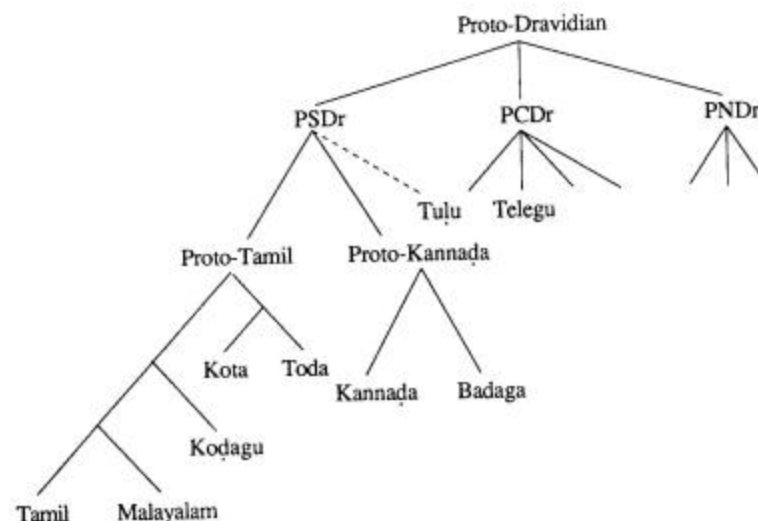 Proto-Dravidian
PSDr PCDr PNDr
Tuḷu Telegu
Proto-Tamil Proto-Kannaḍa
Kota Toda
Kannaḍa Badaga
Koḍagu
Tamil Malayalam